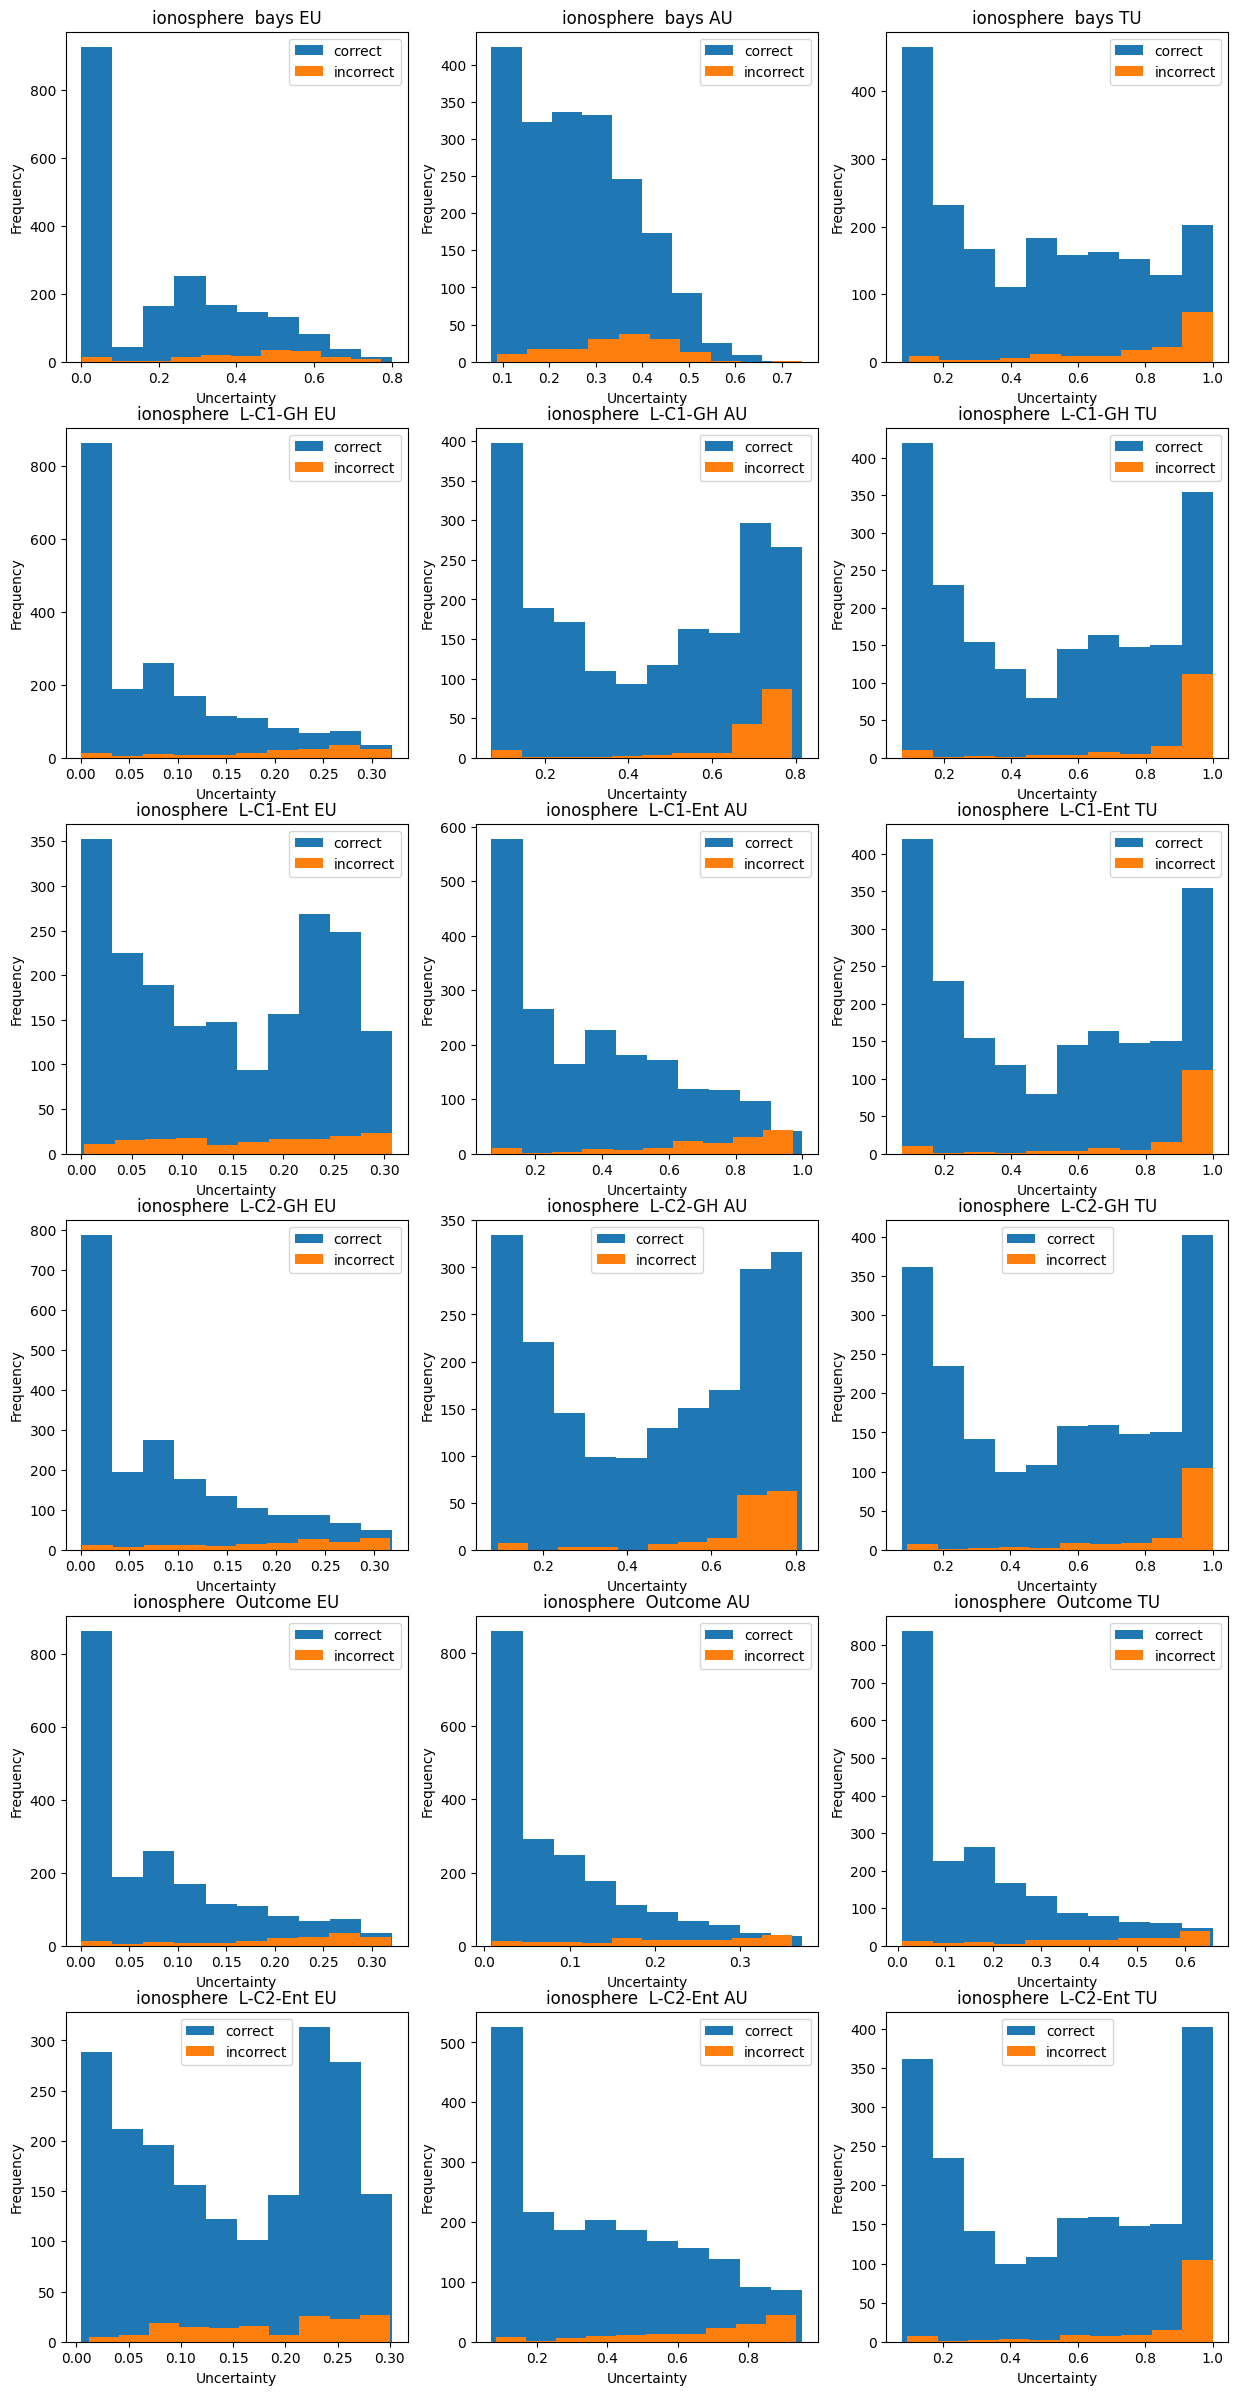 ionosphere  bays EU
ionosphere  bays AU
ionosphere  bays TU
correct
incorrect
correct
incorrect
correct
incorrect
Frequency
0
200
400
600
800
0.0
0.2
0.4
0.6
0.8
Uncertainty
Frequency
0
50
100
150
200
250
300
350
400
0.1
0.2
0.3
0.4
0.5
0.6
0.7
Uncertainty
Frequency
0
100
200
300
400
0.2
0.4
0.6
0.8
1.0
Uncertainty
ionosphere  L-C1-GH EU
ionosphere  L-C1-GH AU
ionosphere  L-C1-GH TU
correct
incorrect
correct
incorrect
correct
incorrect
Frequency
0
200
400
600
800
0.00
0.05
0.10
0.15
0.20
0.25
0.30
Uncertainty
Frequency
0
50
100
150
200
250
300
350
400
0.2
0.4
0.6
0.8
Uncertainty
Frequency
0
50
100
150
200
250
300
350
400
0.2
0.4
0.6
0.8
1.0
Uncertainty
ionosphere  L-C1-Ent EU
ionosphere  L-C1-Ent AU
ionosphere  L-C1-Ent TU
correct
incorrect
correct
incorrect
correct
incorrect
Frequency
0
50
100
150
200
250
300
350
0.00
0.05
0.10
0.15
0.20
0.25
0.30
Uncertainty
Frequency
0
100
200
300
400
500
600
0.2
0.4
0.6
0.8
1.0
Uncertainty
Frequency
0
50
100
150
200
250
300
350
400
0.2
0.4
0.6
0.8
1.0
Uncertainty
ionosphere  L-C2-GH EU
ionosphere  L-C2-GH AU
ionosphere  L-C2-GH TU
correct
incorrect
correct
incorrect
correct
incorrect
Frequency
0
100
200
300
400
500
600
700
800
0.00
0.05
0.10
0.15
0.20
0.25
0.30
Uncertainty
Frequency
0
50
100
150
200
250
300
350
0.2
0.4
0.6
0.8
Uncertainty
Frequency
0
50
100
150
200
250
300
350
400
0.2
0.4
0.6
0.8
1.0
Uncertainty
ionosphere  Outcome EU
ionosphere  Outcome AU
ionosphere  Outcome TU
correct
incorrect
correct
incorrect
correct
incorrect
Frequency
0
200
400
600
800
0.00
0.05
0.10
0.15
0.20
0.25
0.30
Uncertainty
Frequency
0
200
400
600
800
0.0
0.1
0.2
0.3
Uncertainty
Frequency
0
100
200
300
400
500
600
700
800
0.0
0.1
0.2
0.3
0.4
0.5
0.6
Uncertainty
ionosphere  L-C2-Ent EU
ionosphere  L-C2-Ent AU
ionosphere  L-C2-Ent TU
correct
incorrect
correct
incorrect
correct
incorrect
Frequency
0
50
100
150
200
250
300
0.00
0.05
0.10
0.15
0.20
0.25
0.30
Uncertainty
Frequency
0
100
200
300
400
500
0.2
0.4
0.6
0.8
Uncertainty
Frequency
0
50
100
150
200
250
300
350
400
0.2
0.4
0.6
0.8
1.0
Uncertainty